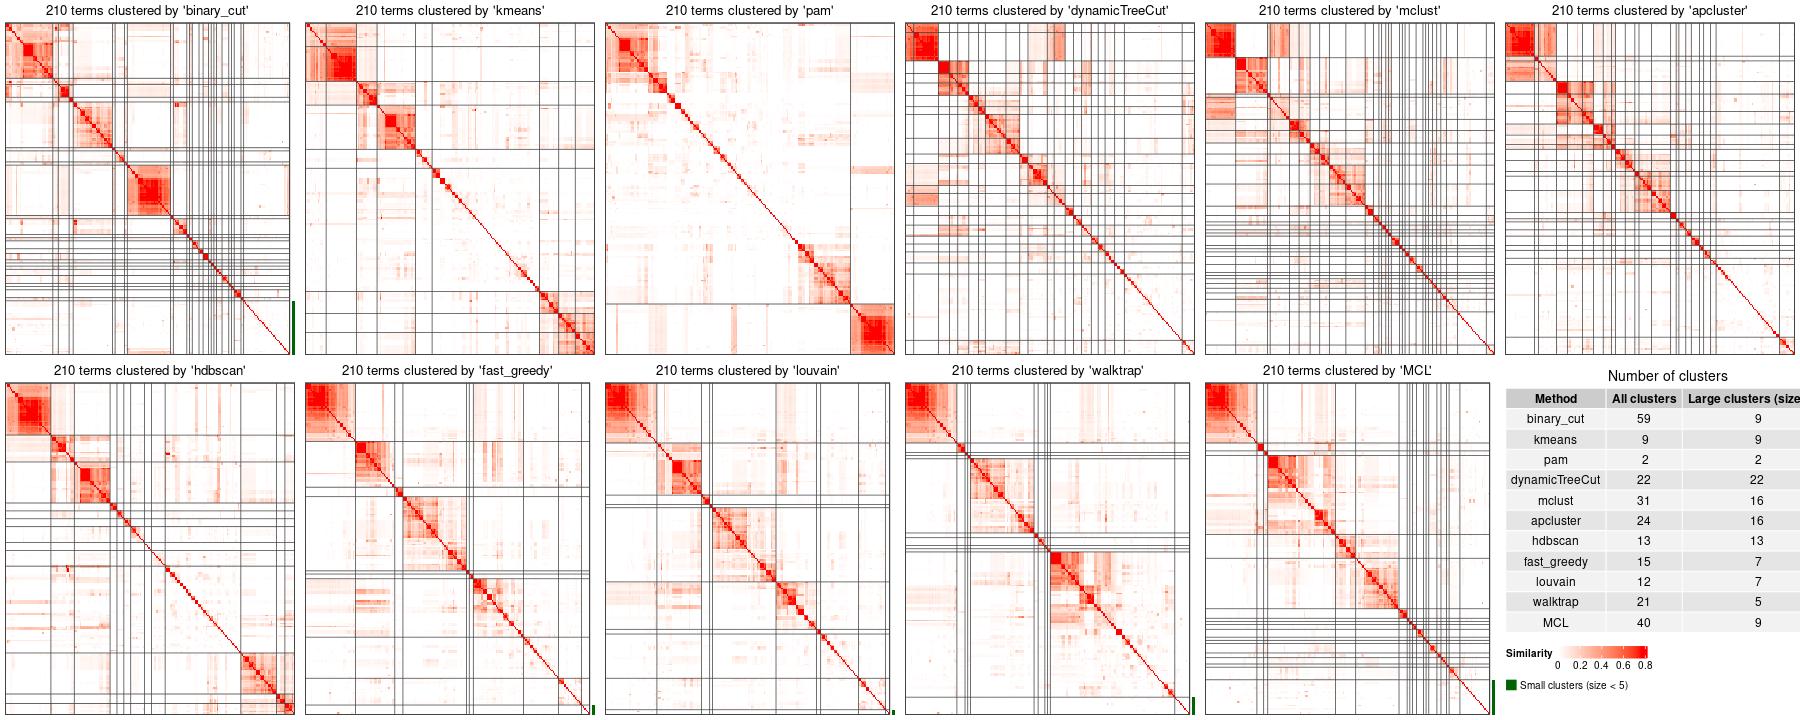 210 terms clustered by 'binary_cut'
210 terms clustered by 'kmeans'
210 terms clustered by 'pam'
210 terms clustered by 'dynamicTreeCut'
210 terms clustered by 'mclust'
210 terms clustered by 'apcluster'
210 terms clustered by 'hdbscan'
210 terms clustered by 'fast_greedy'
210 terms clustered by 'louvain'
210 terms clustered by 'walktrap'
210 terms clustered by 'MCL'
Number of clusters
Method All clusters Large clusters (size
binary_cut 59 9
kmeans 9 9
pam 2 2
dynamicTreeCut 22 22
mclust 31 16
apcluster 24 16
hdbscan 13 13
fast_greedy 15 7
louvain 12 7
walktrap 21 5
MCL 40 9
Similarity
0 0.2 0.4 0.6 0.8
Small clusters (size < 5)